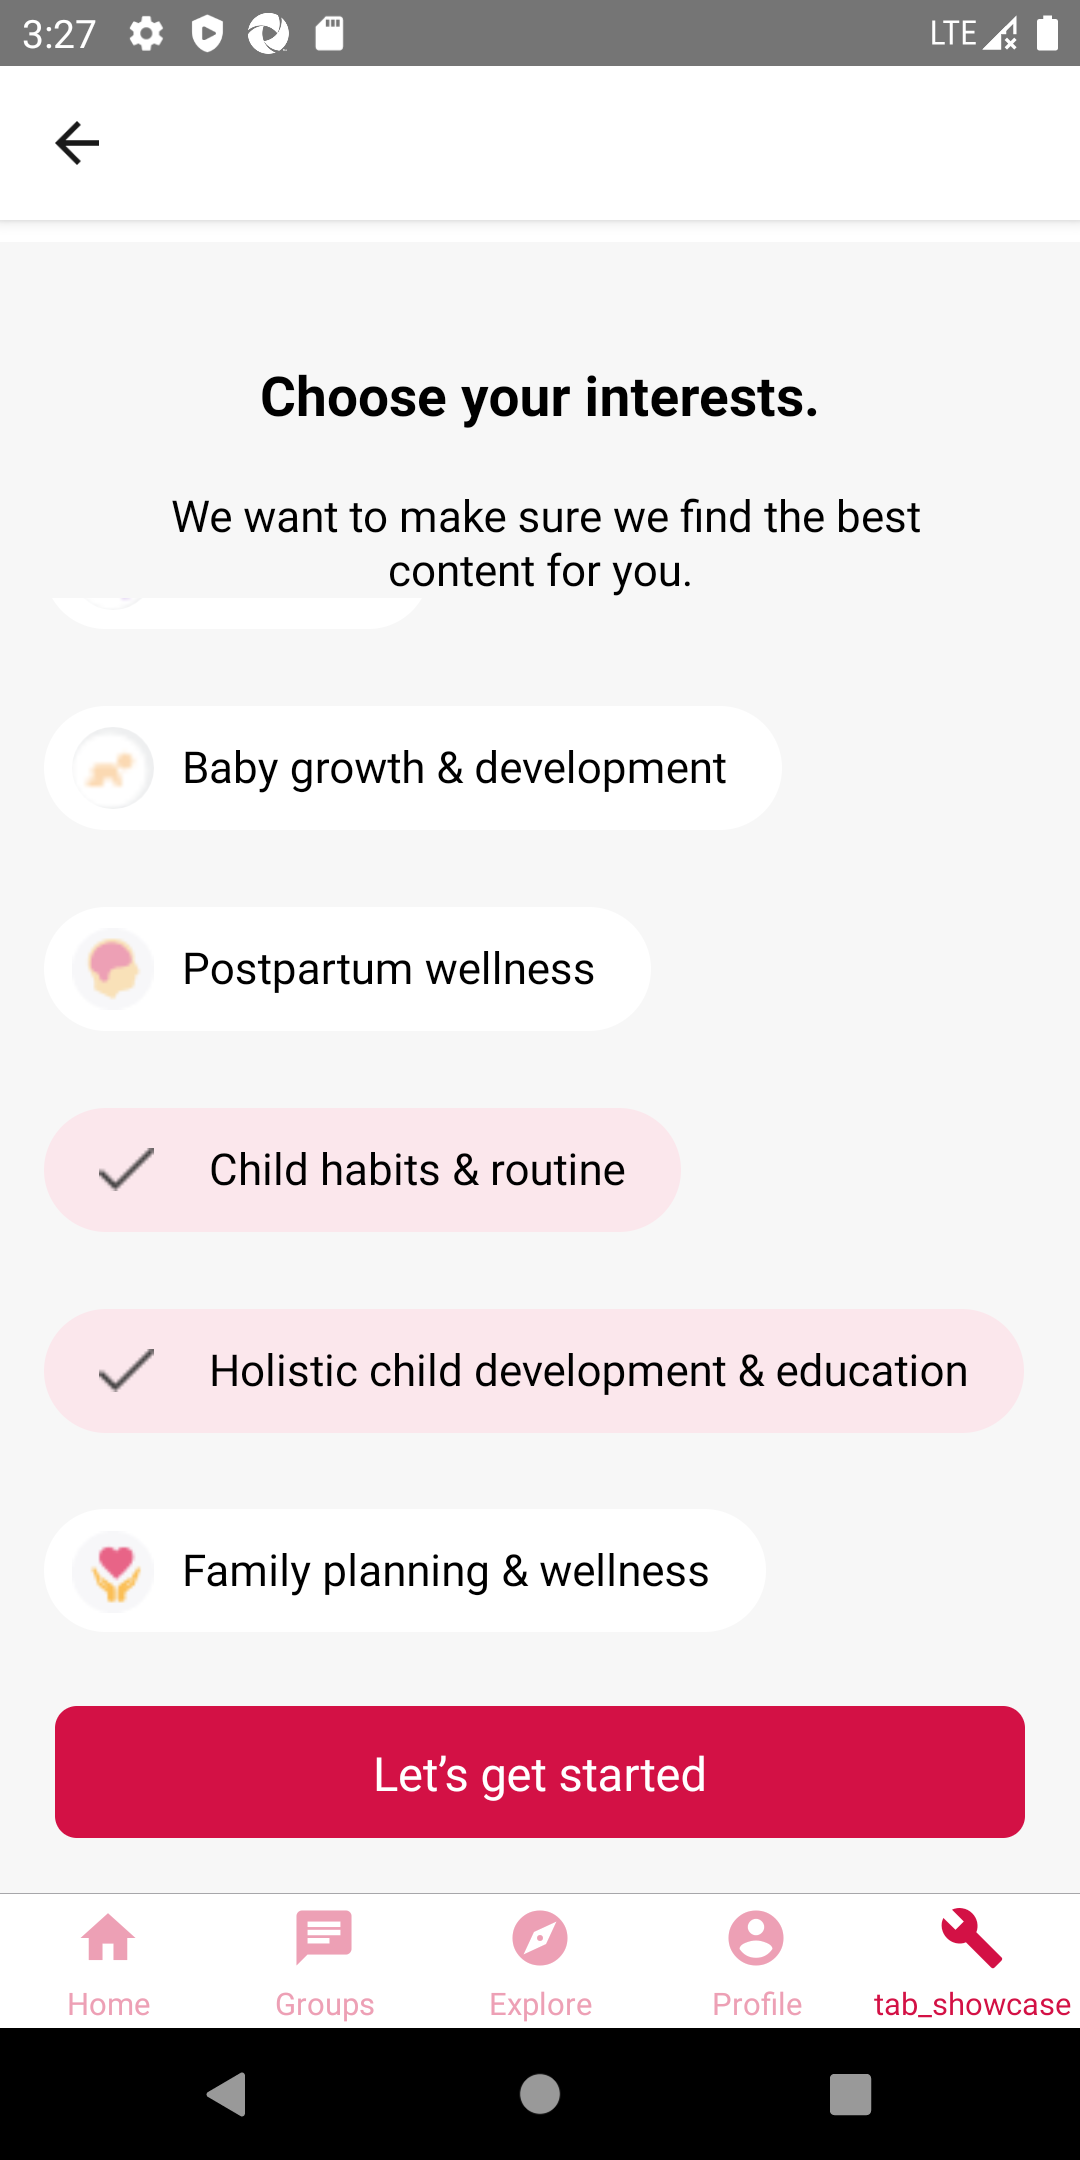 3:27
LTE
Choose your interests.
We want to make sure we find the best
content for you.
Baby growth & development
Postpartum wellness
Child habits & routine
Holistic child development & education
Family planning & wellness
Let’s get started
Home
Groups
Explore
Profile
tab_showcase